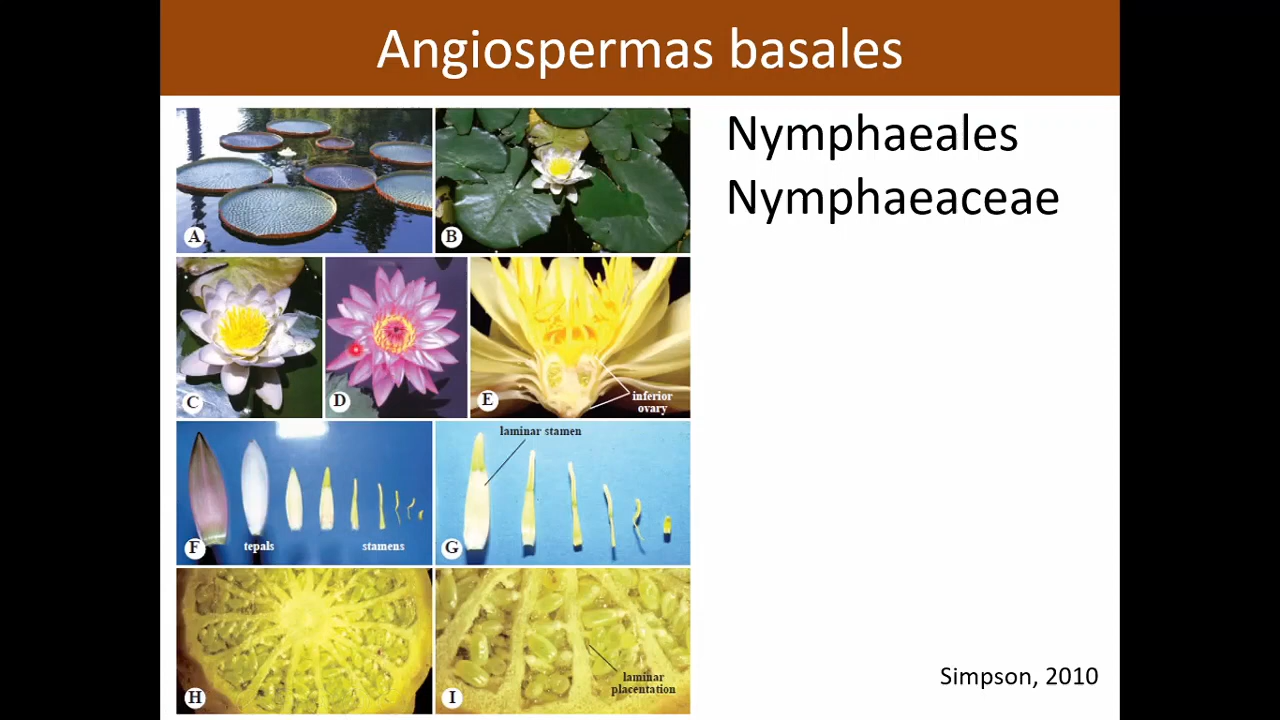 Angiospermas basales
Nymphaeales
Nymphaeaceae
A
B
C
D
E
inferior
ovary
F
tepals
stamens
laminar stamen
G
H
I
laminar
placentation
Simpson, 2010